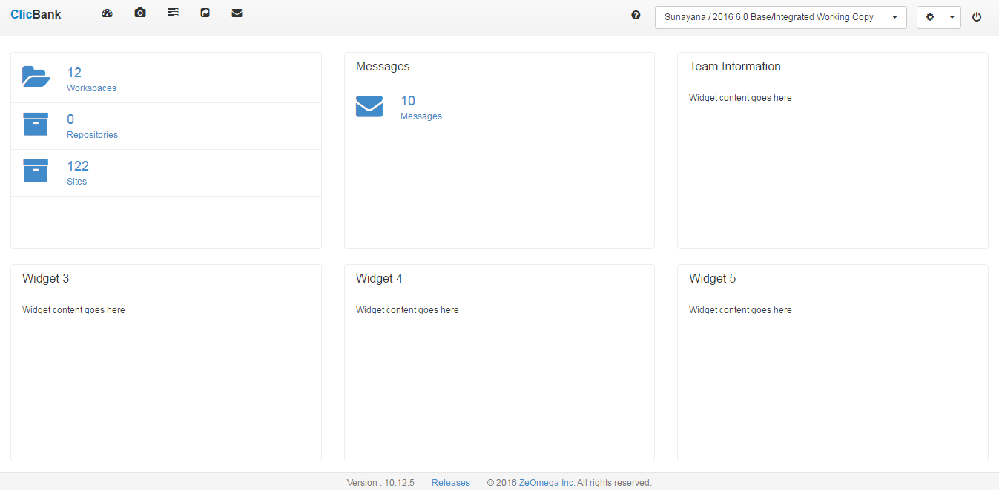 ClicBank
Sunayana / 2016 6.0 Base/Integrated Working Copy
12
Workspaces
0
Repositories
122
Sites
Messages
10
Messages
Team Information
Widget content goes here
Widget 3
Widget content goes here
Widget 4
Widget content goes here
Widget 5
Widget content goes here
Version : 10.12.5 Releases © 2016 ZeOmega Inc. All rights reserved.